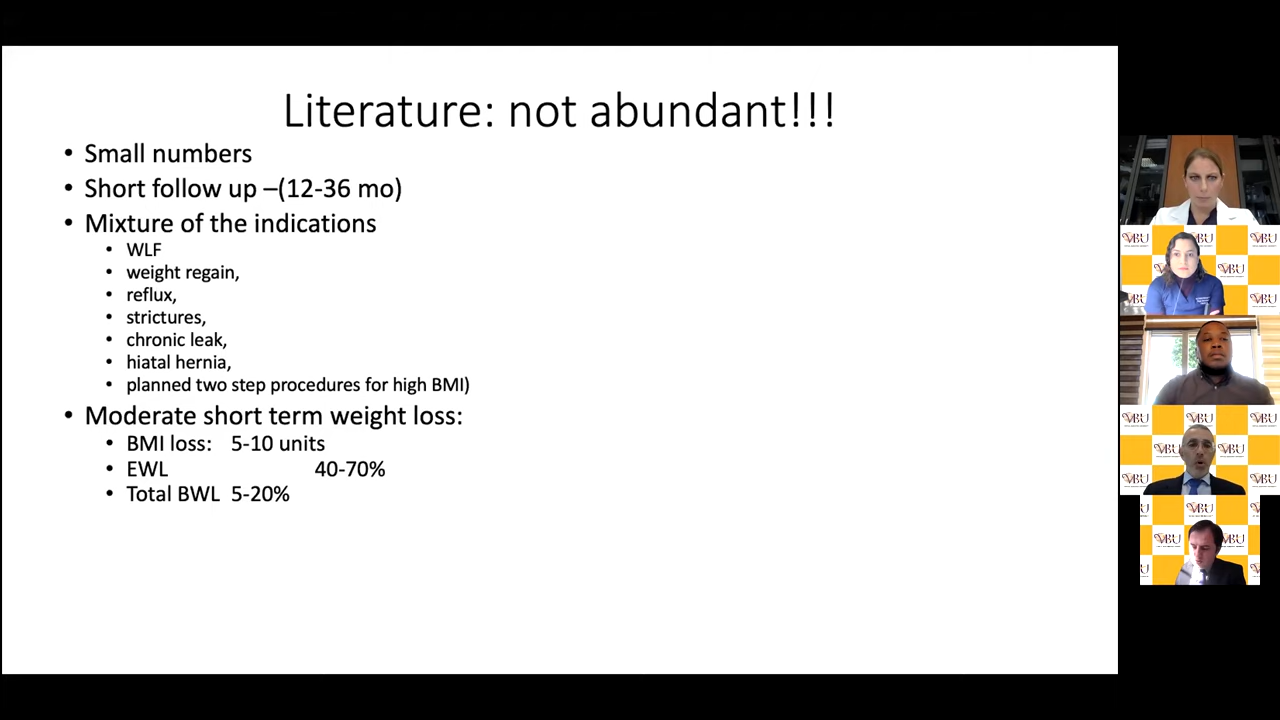 Literature: not abundant!!!
• Small numbers
• Short follow up –(12-36 mo)
• Mixture of the indications
• WLF
• weight regain,
• reflux,
• strictures,
• chronic leak,
• hiatal hernia,
• planned two step procedures for high BMI)
• Moderate short term weight loss:
• BMI loss: 5-10 units
• EWL 40-70%
• Total BWL 5-20%
VBU